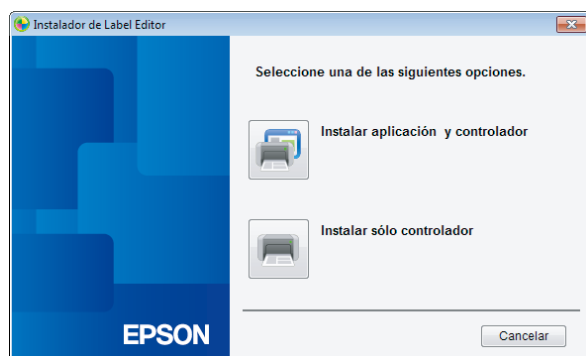 Instalador de Label Editor
Seleccione una de las siguientes opciones.
Instalar aplicación y controlador
Instalar sólo controlador
EPSON
Cancelar